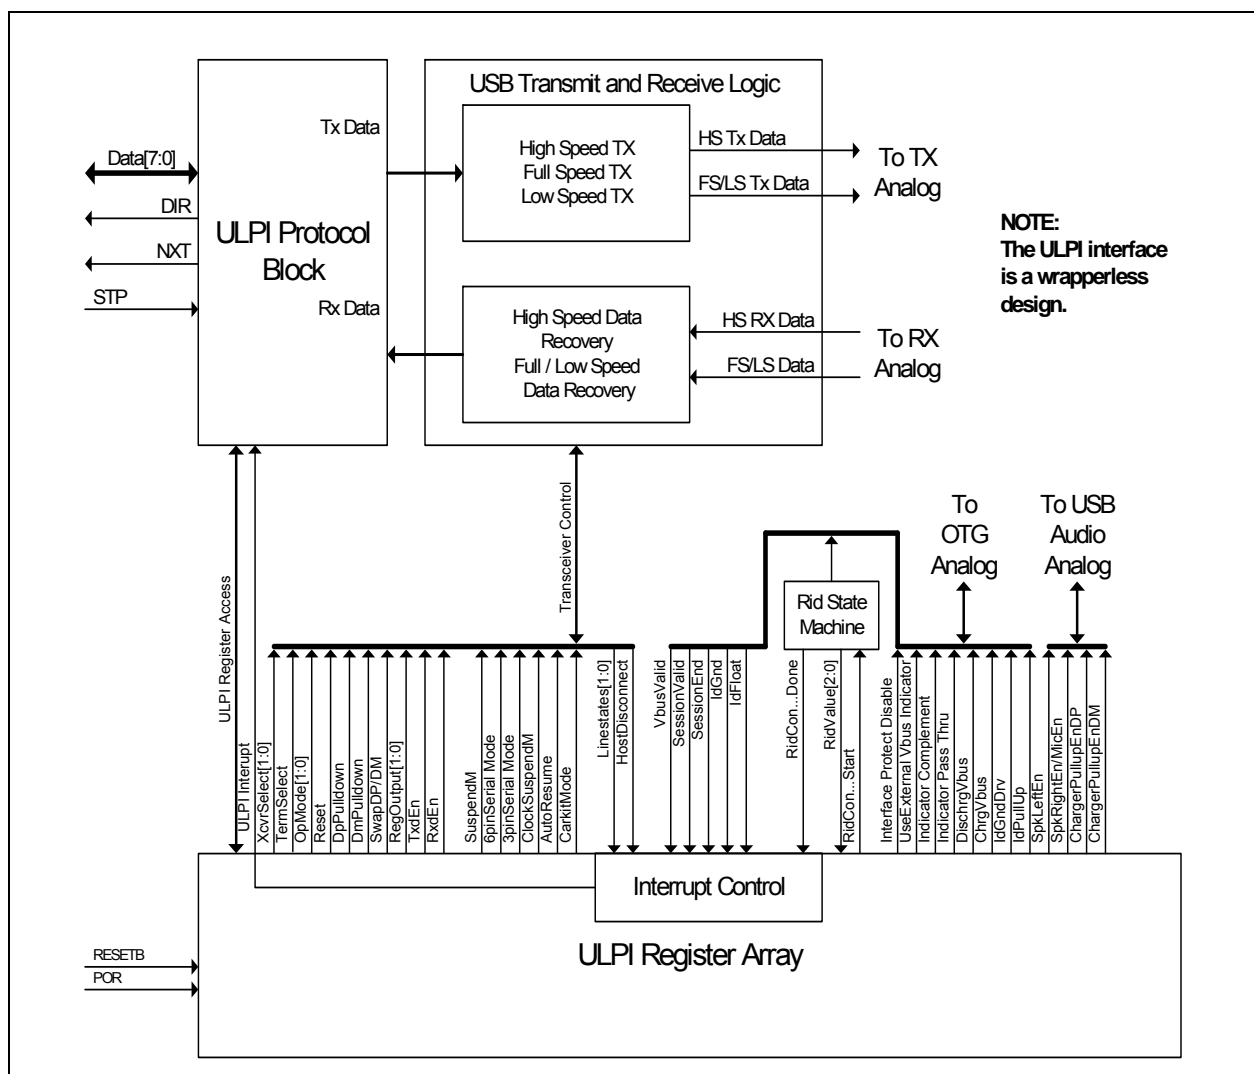 USB Transmit and Receive Logic
Tx Data
High Speed TX
Full Speed TX
Low Speed TX
HS Tx Data
FS/LS Tx Data
To TX
Analog
Data[7:0]
DIR
NXT
STP
ULPI Protocol
Block
Rx Data
High Speed Data
Recovery
Full / Low Speed
Data Recovery
HS RX Data
FS/LS Data
To RX
Analog
NOTE:
The ULPI interface
is a wrapperless
design.
ULPI Register Access
ULPI Interupt
Transceiver Control
XcvrSelect[1:0]
TermSelect
OpMode[1:0]
Reset
DpPulldown
DmPulldown
SwapDP/DM
RegOutput[1:0]
TxdEn
RxdEn
SuspendM
6pinSerial Mode
3pinSerial Mode
ClockSuspendM
AutoResume
CarkitMode
Linestates[1:0]
HostDisconnect
VbusValid
SessionValid
SessionEnd
IdGnd
IdFloat
Rid State
Machine
RidCon...Done
RidValue[2:0]
RidCon...Start
To
OTG
Analog
To USB
Audio
Analog
Interface Protect Disable
UseExternal Vbus Indicator
Indicator Complement
Indicator Pass Thru
DischrgVbus
ChrgVbus
IdGndDrv
IdPullUp
SpkLeftEn
SpkRightEn/MicEn
ChargerPullupEnDP
ChargerPullupEnDM
Interrupt Control
ULPI Register Array
RESETB
POR